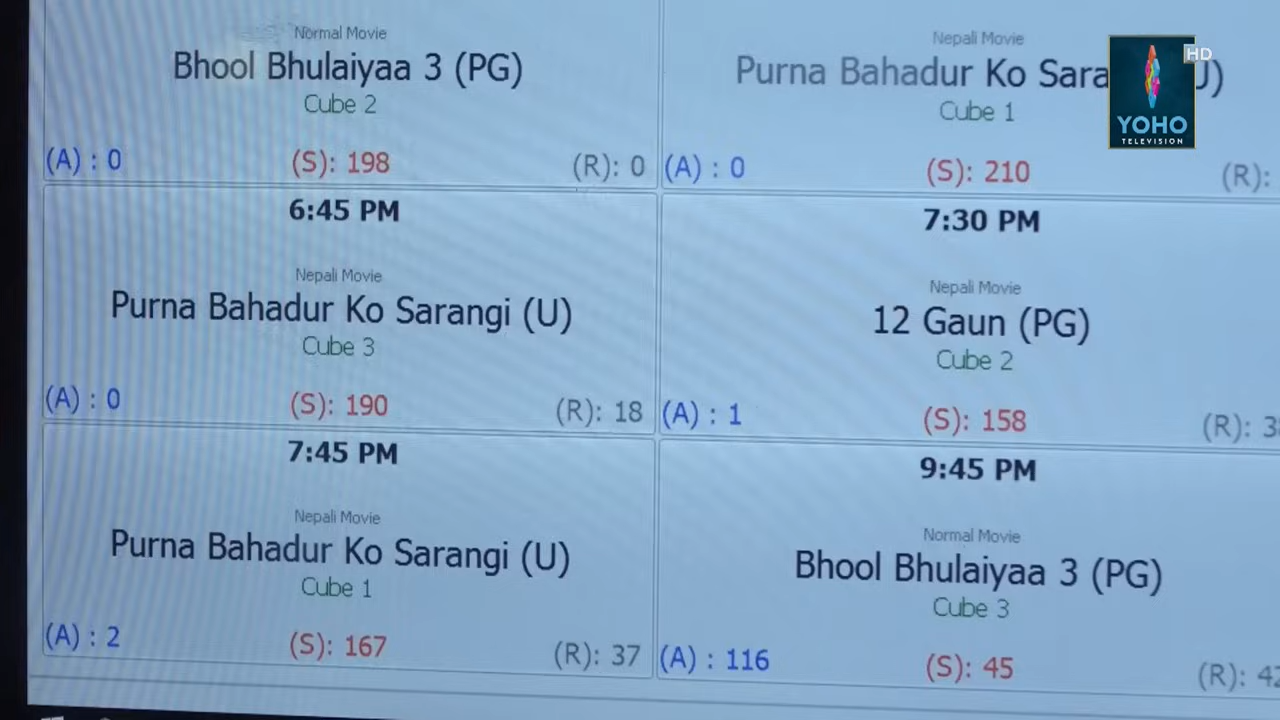 Normal Movie
Bhool Bhulaiyaa 3 (PG)
Cube 2
(A) : 0 (S): 198 (R): 0
Nepali Movie
Purna Bahadur Ko
Cube 1
(A) : 0 (S): 210 (R):
HD
YOHO
TELEVISION
6:45 PM
Nepali Movie
Purna Bahadur Ko Sarangi (U)
Cube 3
(A) : 0 (S): 190 (R): 18
7:30 PM
Nepali Movie
12 Gaun (PG)
Cube 2
(A) : 1 (S): 158 (R):
7:45 PM
Nepali Movie
Purna Bahadur Ko Sarangi (U)
Cube 1
(A) : 2 (S): 167 (R): 37
9:45 PM
Normal Movie
Bhool Bhulaiyaa 3 (PG)
Cube 3
(A) : 116 (S): 45 (R):